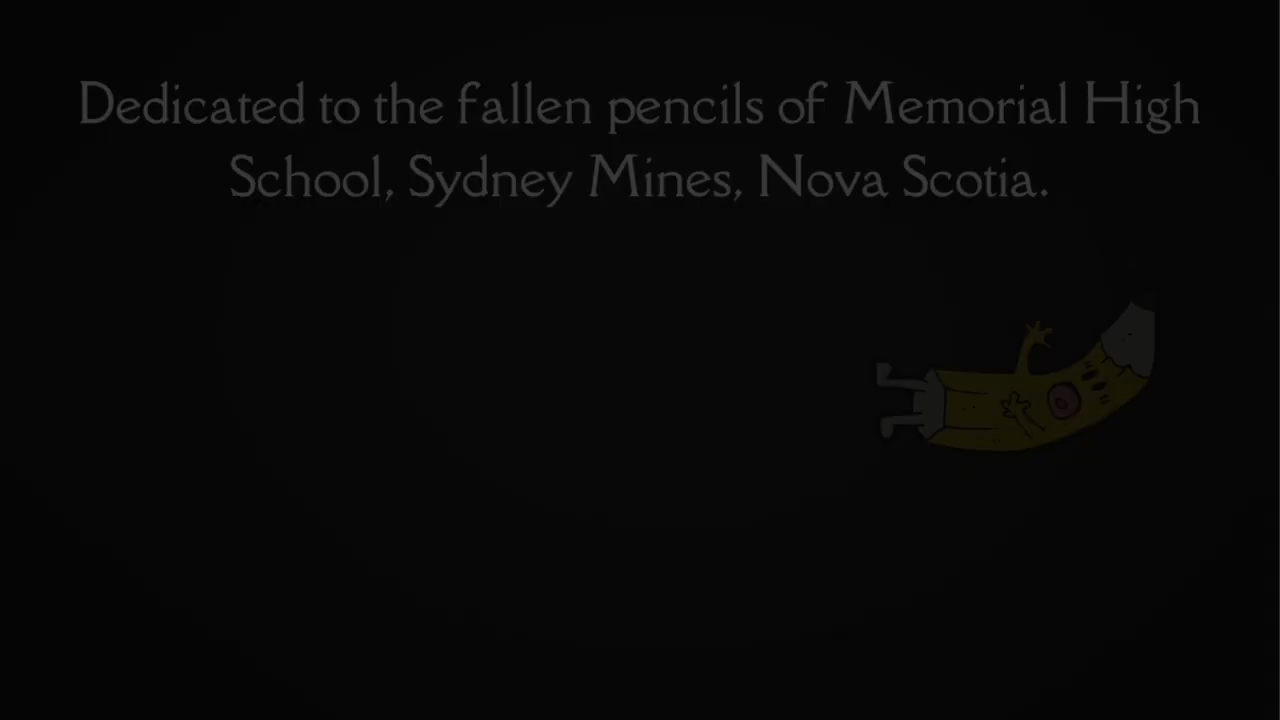 Dedicated to the fallen pencils of Memorial High
School, Sydney Mines, Nova Scotia.